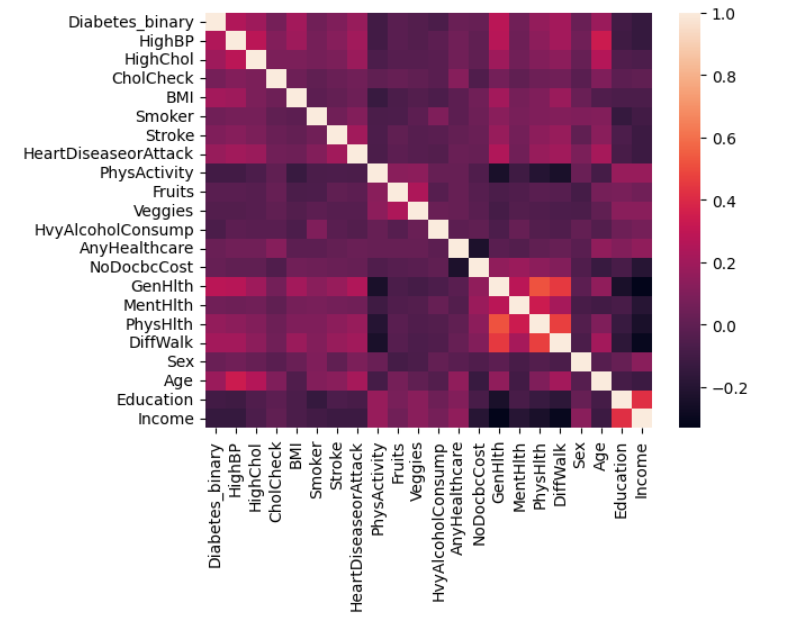 Diabetes_binary
HighBP
HighChol
CholCheck
BMI
Smoker
Stroke
HeartDiseaseorAttack
PhysActivity
Fruits
Veggies
HvyAlcoholConsump
AnyHealthcare
NoDocbcCost
GenHlth
MentHlth
PhysHlth
DiffWalk
Sex
Age
Education
Income
Diabetes_binary
HighBP
HighChol
CholCheck
BMI
Smoker
Stroke
HeartDiseaseorAttack
PhysActivity
Fruits
Veggies
HvyAlcoholConsump
AnyHealthcare
NoDocbcCost
GenHlth
MentHlth
PhysHlth
DiffWalk
Sex
Age
Education
Income
1.0
0.8
0.6
0.4
0.2
0.0
−0.2